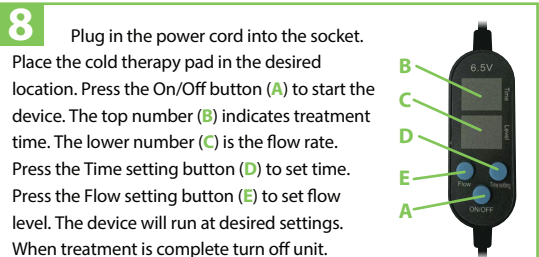 8
Plug in the power cord into the socket.
Place the cold therapy pad in the desired
location. Press the On/Off button (A) to start the
device. The top number (B) indicates treatment
time. The lower number (C) is the flow rate.
Press the Time setting button (D) to set time.
Press the Flow setting button (E) to set flow
level. The device will run at desired settings.
When treatment is complete turn off unit.
B
C
D
E
A
6.5V
Time
Level
Flow
ON/OFF